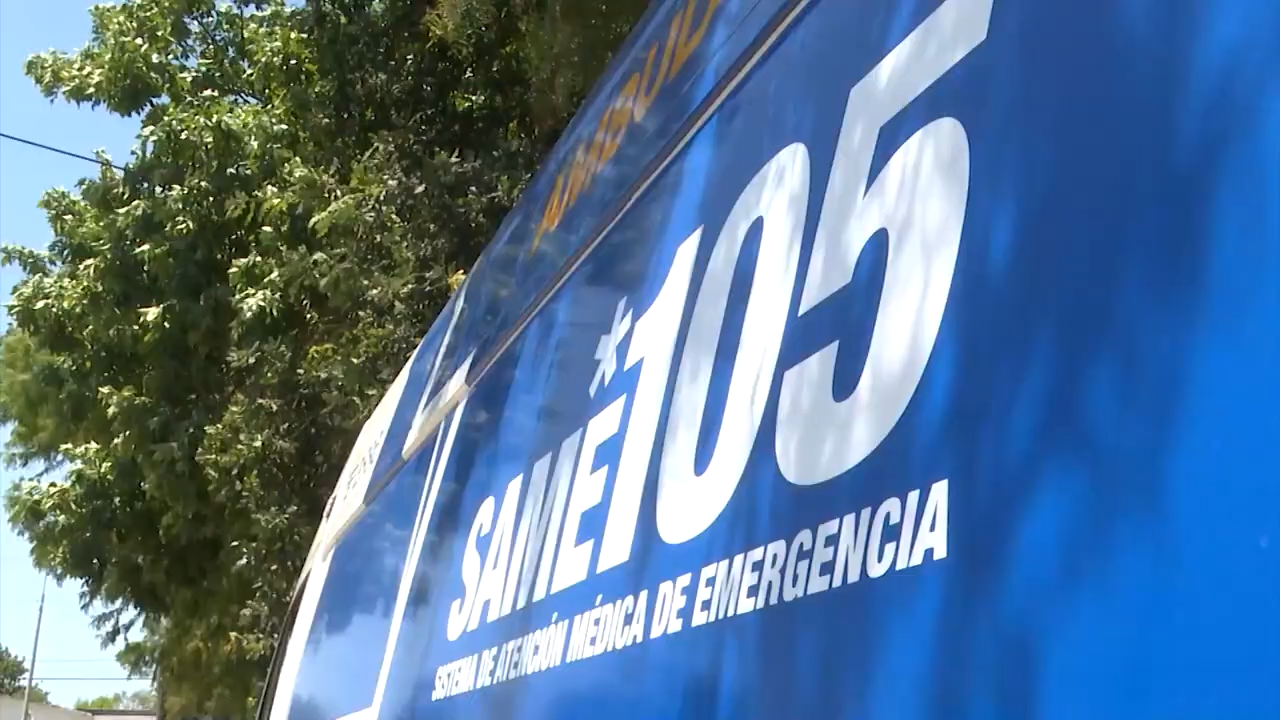 *105
SAME
SISTEMA DE ATENCIÓN MÉDICA DE EMERGENCIA